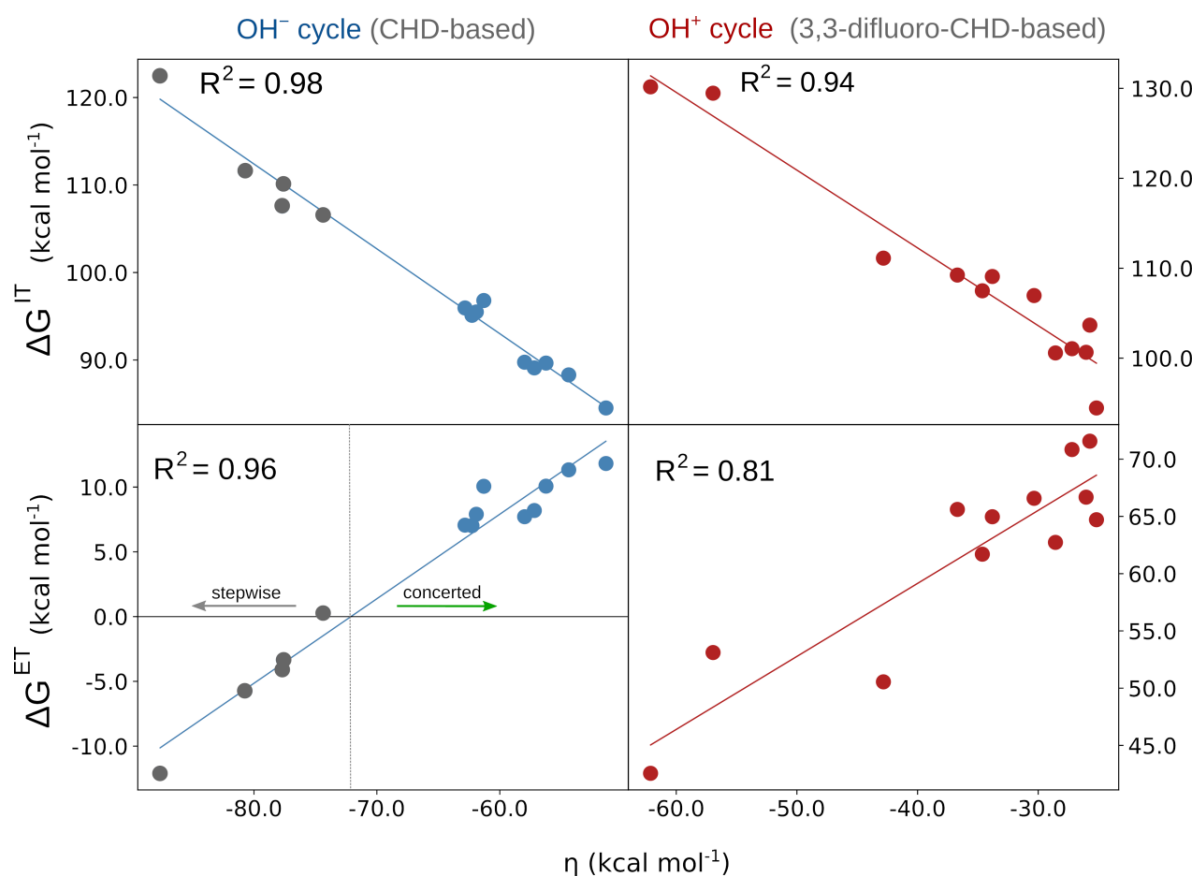 OH⁻ cycle (CHD-based)
OH⁺ cycle (3,3-difluoro-CHD-based)
R² = 0.98
R² = 0.94
120.0
110.0
100.0
90.0
ΔG^IT (kcal mol⁻¹)
130.0
120.0
110.0
100.0
R² = 0.96
R² = 0.81
stepwise
concerted
10.0
5.0
0.0
-5.0
-10.0
ΔG^ET (kcal mol⁻¹)
70.0
65.0
60.0
55.0
50.0
45.0
-80.0 -70.0 -60.0
-60.0 -50.0 -40.0 -30.0
η (kcal mol⁻¹)